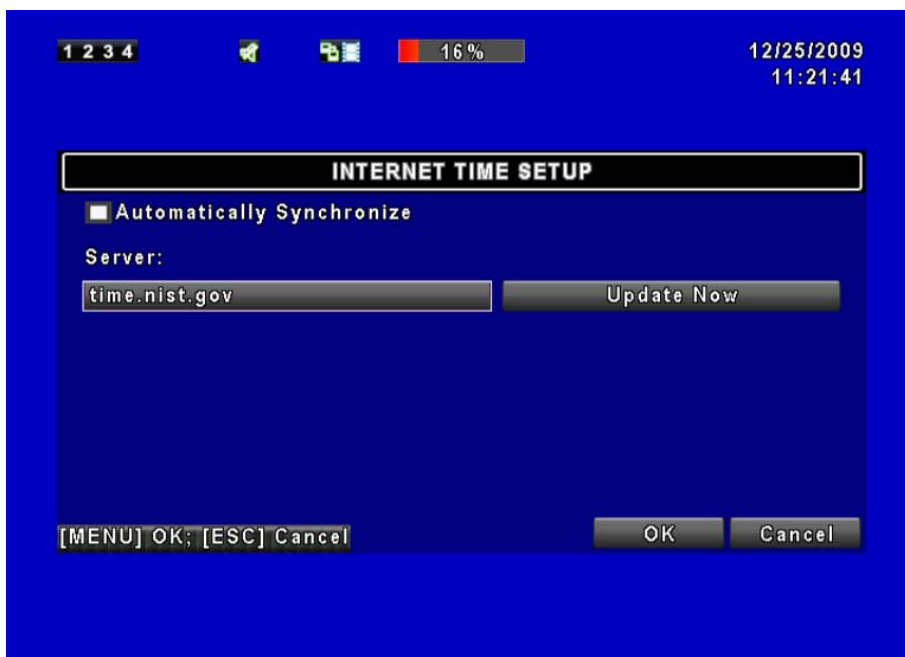 1 2 3 4 16% 12/25/2009
11:21:41
INTERNET TIME SETUP
Automatically Synchronize
Server:
time.nist.gov Update Now
[MENU] OK; [ESC] Cancel OK Cancel